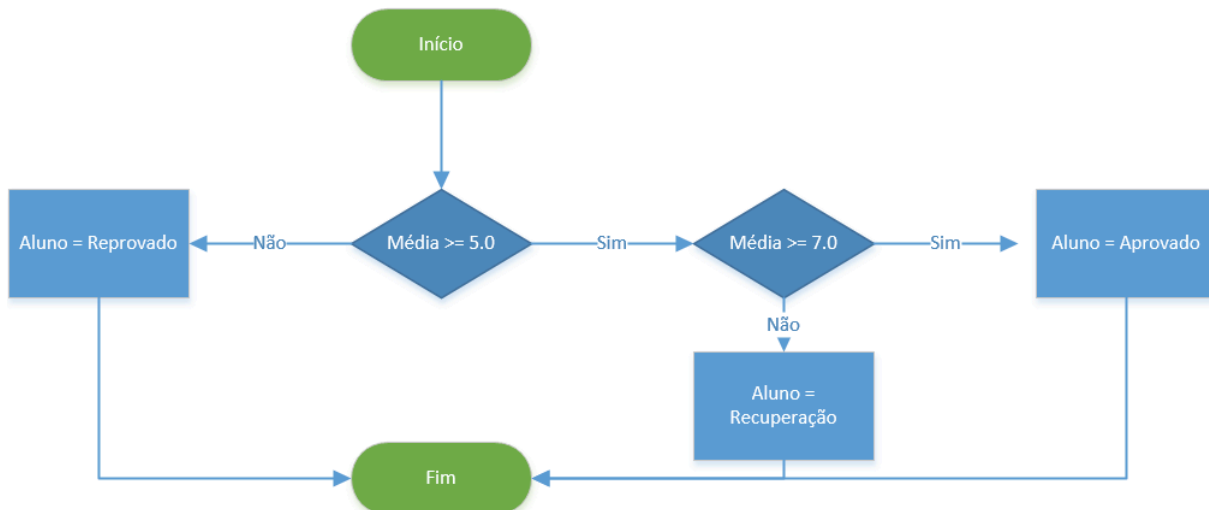 Início
Aluno = Reprovado
Não
Média >= 5.0
Sim
Média >= 7.0
Sim
Aluno = Aprovado
Não
Aluno =
Recuperação
Fim